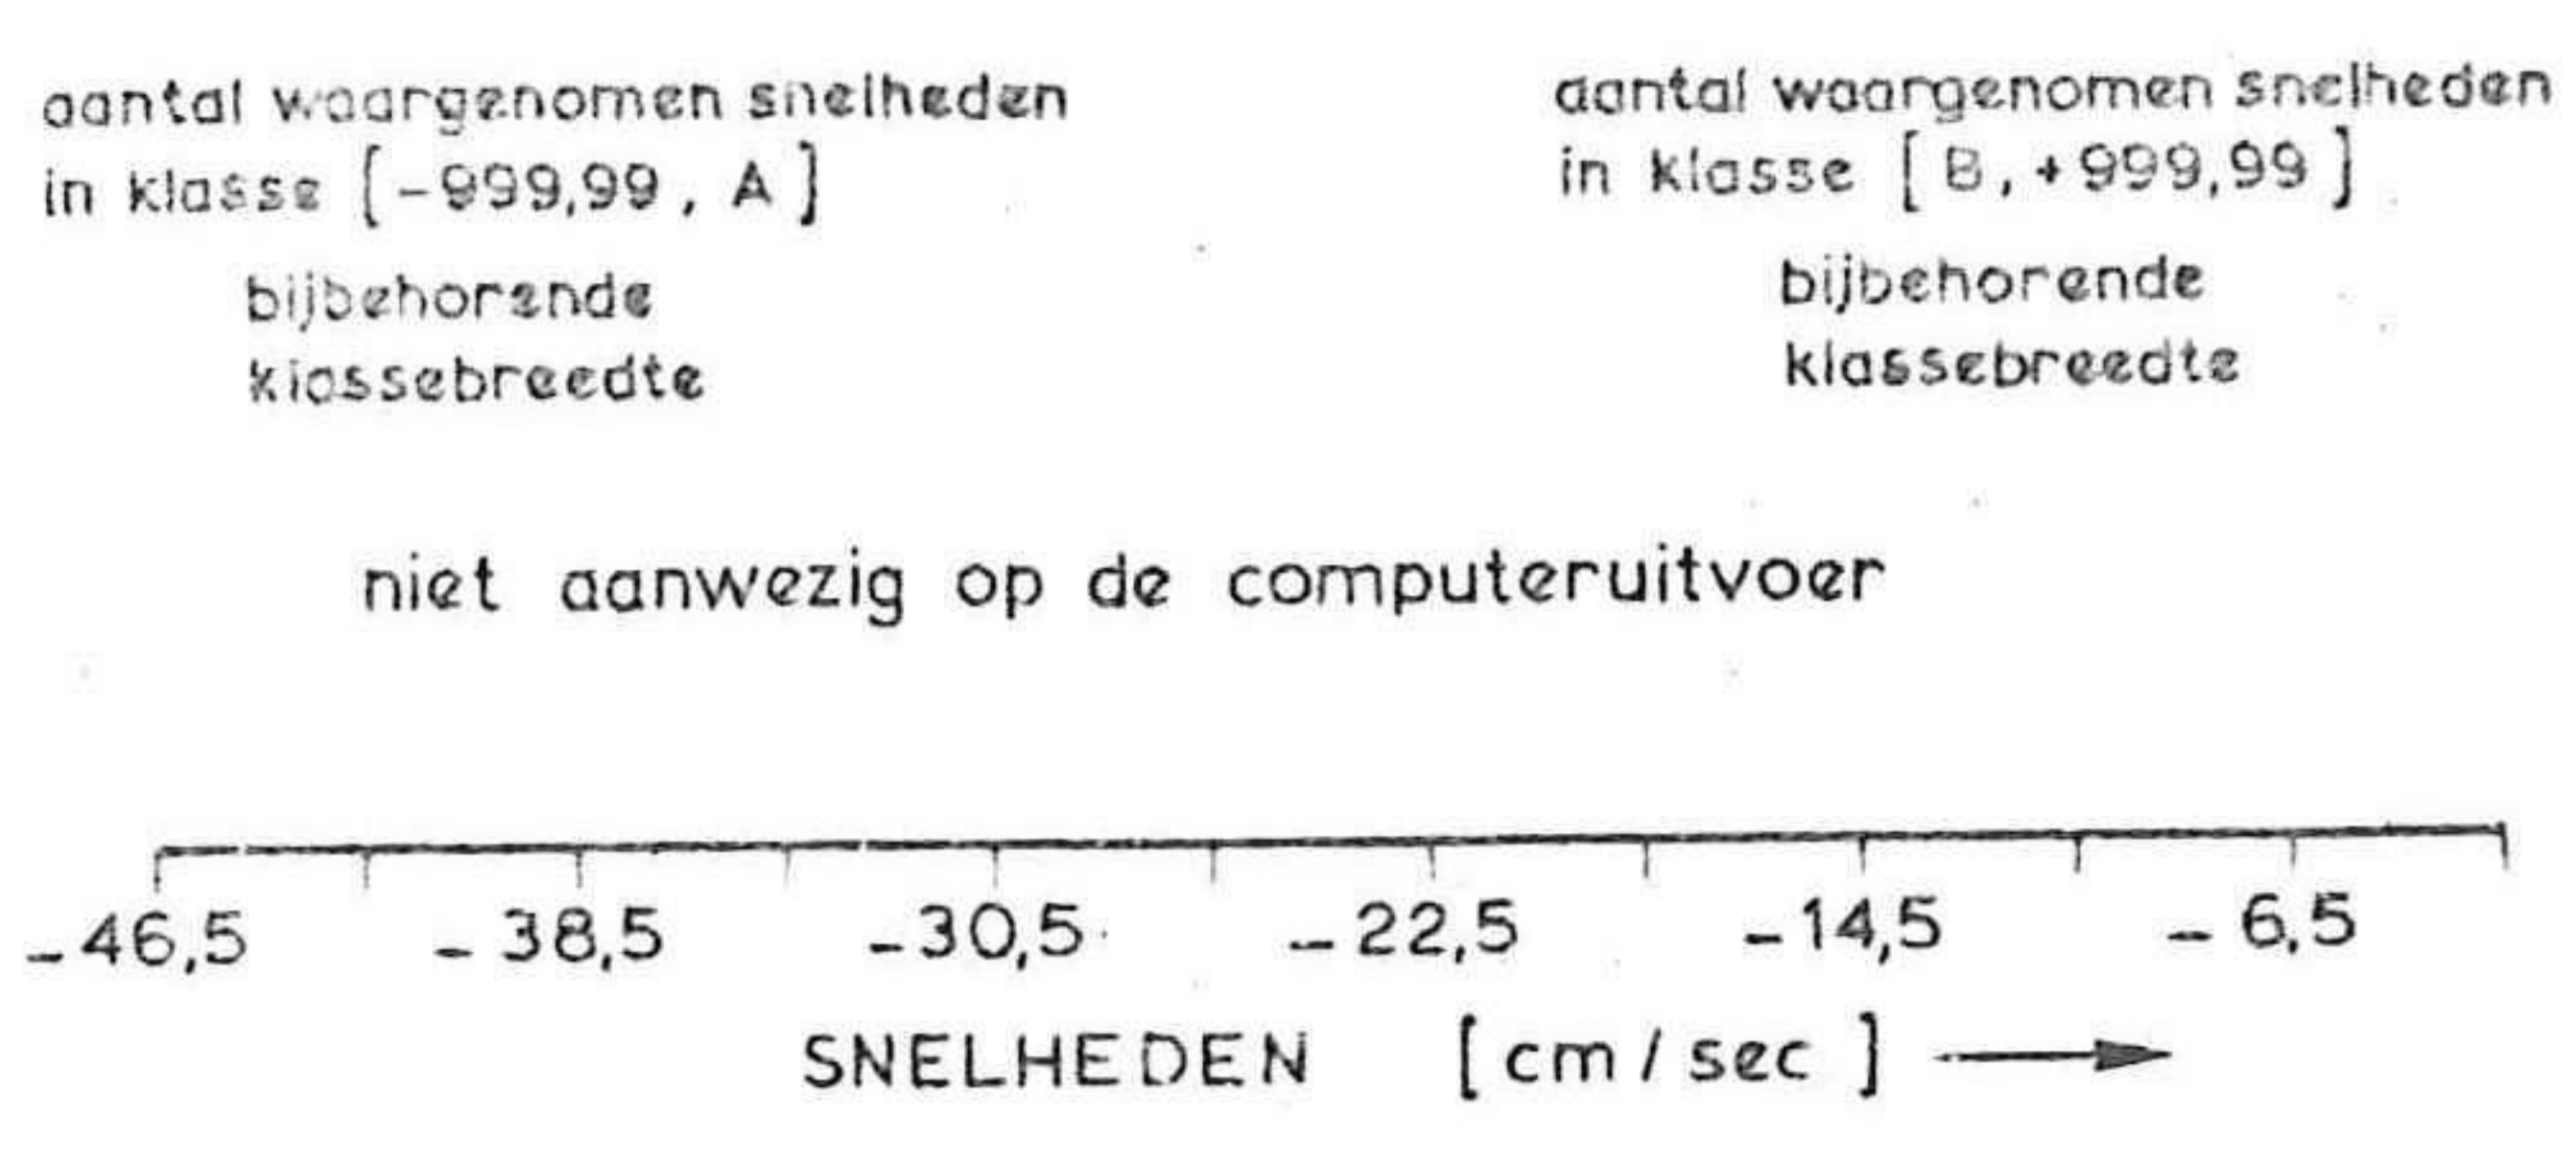 aantal waargenomen snelheden
in klasse [-999,99, A]
bijbehorende
klassebreedte
aantal waargenomen snelheden
in klasse [B, +999,99]
bijbehorende
klassebreedte
niet aanwezig op de computeruitvoer
-46,5 -38,5 -30,5 -22,5 -14,5 -6,5
SNELHEDEN [cm/sec]